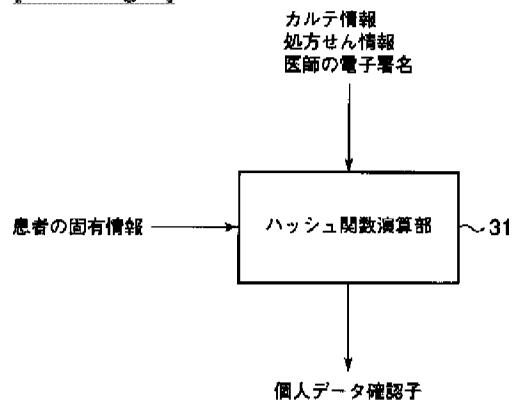 カルテ情報
処方せん情報
医師の電子署名
患者の固有情報
ハッシュ関数演算部
31
個人データ確認子